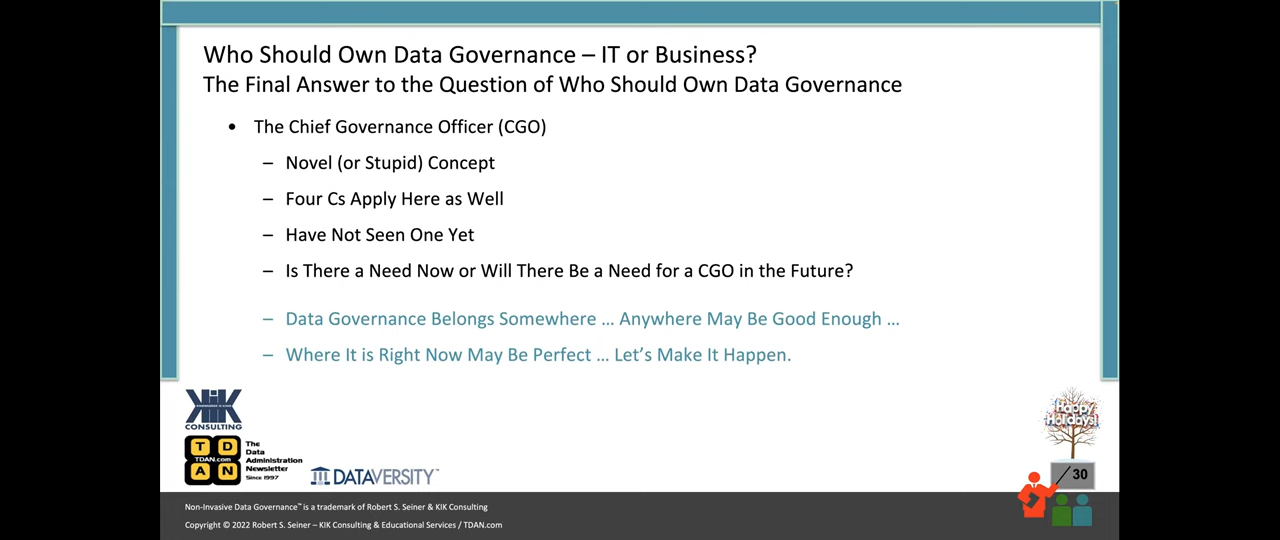 Who Should Own Data Governance – IT or Business?
The Final Answer to the Question of Who Should Own Data Governance
• The Chief Governance Officer (CGO)
– Novel (or Stupid) Concept
– Four Cs Apply Here as Well
– Have Not Seen One Yet
– Is There a Need Now or Will There Be a Need for a CGO in the Future?
– Data Governance Belongs Somewhere … Anywhere May Be Good Enough …
– Where It is Right Now May Be Perfect … Let's Make It Happen.
KIK
CONSULTING
T D
TDAN.com
A N
The
Data
Administration
Newsletter
Since 1997
DATAVERSITY™
Happy
Holidays!
/ 30
Non-Invasive Data Governance™ is a trademark of Robert S. Seiner & KIK Consulting
Copyright © 2022 Robert S. Seiner – KIK Consulting & Educational Services / TDAN.com